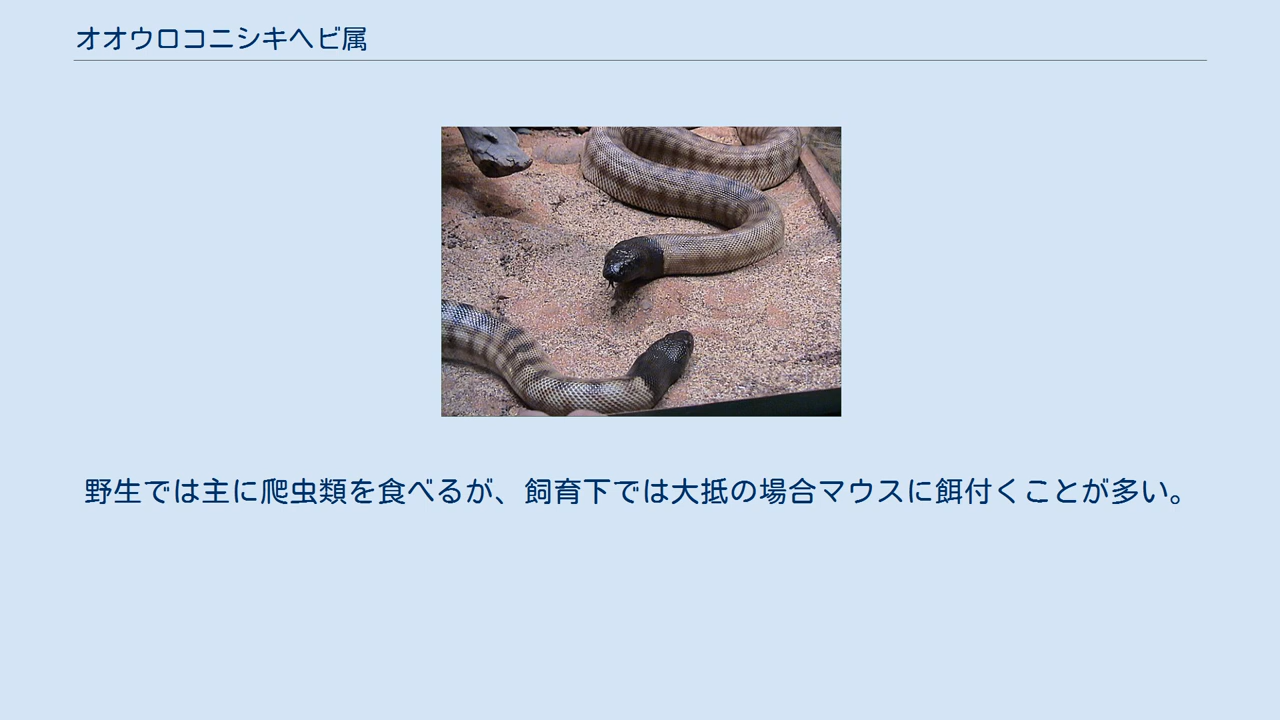 オオウロコニシキヘビ属
野生では主に爬虫類を食べるが、飼育下では大抵の場合マウスに餌付くことが多い。